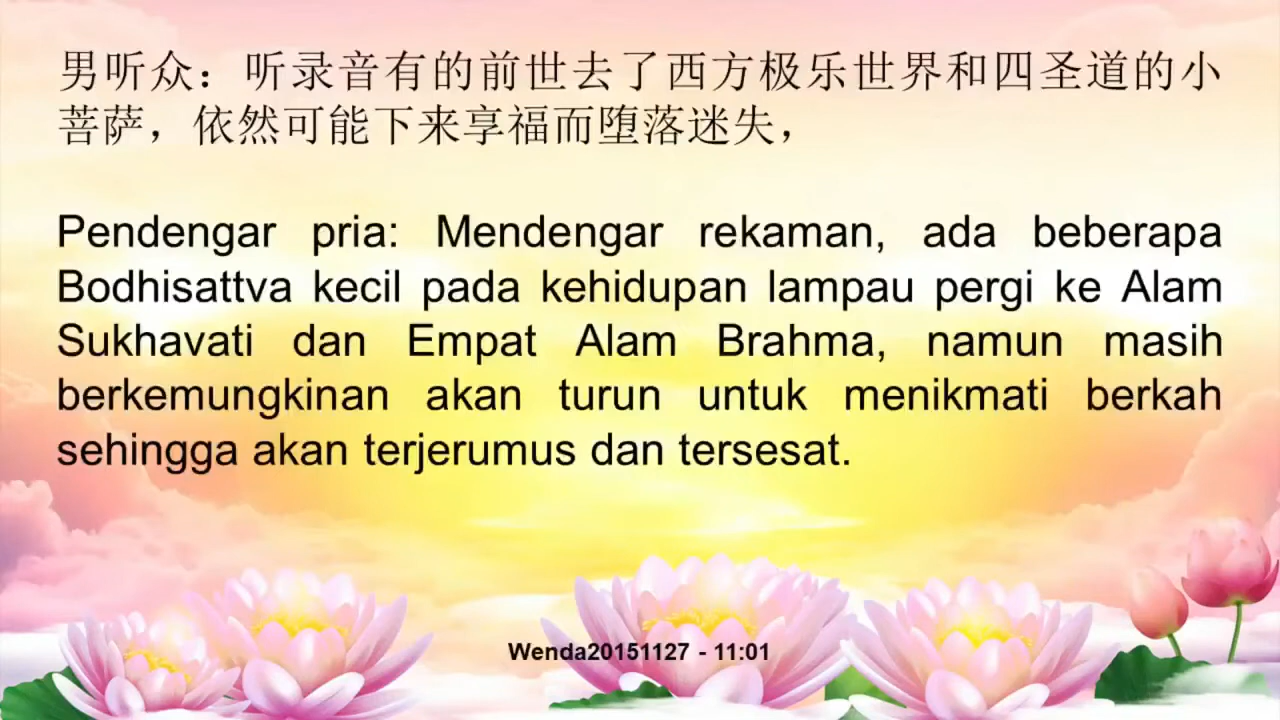 男听众：听录音有的前世去了西方极乐世界和四圣道的小
菩萨，依然可能下来享福而堕落迷失，
Pendengar pria: Mendengar rekaman, ada beberapa
Bodhisattva kecil pada kehidupan lampau pergi ke Alam
Sukhavati dan Empat Alam Brahma, namun masih
berkemungkinan akan turun untuk menikmati berkah
sehingga akan terjerumus dan tersesat.
Wenda20151127 - 11:01